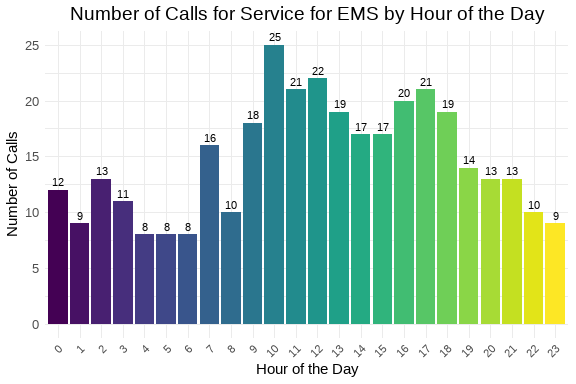 Number of Calls for Service for EMS by Hour of the Day
Number of Calls
25
20
15
10
5
0
12 9 13 11 8 8 8 16 10 18 25 21 22 19 17 17 20 21 19 14 13 13 10 9
0 1 2 3 4 5 6 7 8 9 10 11 12 13 14 15 16 17 18 19 20 21 22 23
Hour of the Day